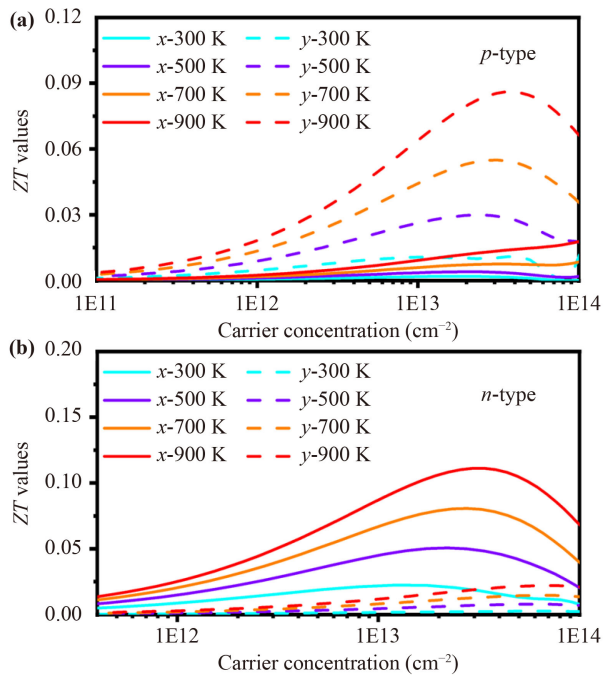 (a)
0.12
0.09
0.06
0.03
0.00
ZT values
x-300 K y-300 K
x-500 K y-500 K
x-700 K y-700 K
x-900 K y-900 K
p-type
1E11 1E12 1E13 1E14
Carrier concentration (cm⁻²)
(b)
0.20
0.15
0.10
0.05
0.00
ZT values
x-300 K y-300 K
x-500 K y-500 K
x-700 K y-700 K
x-900 K y-900 K
n-type
1E12 1E13 1E14
Carrier concentration (cm⁻²)